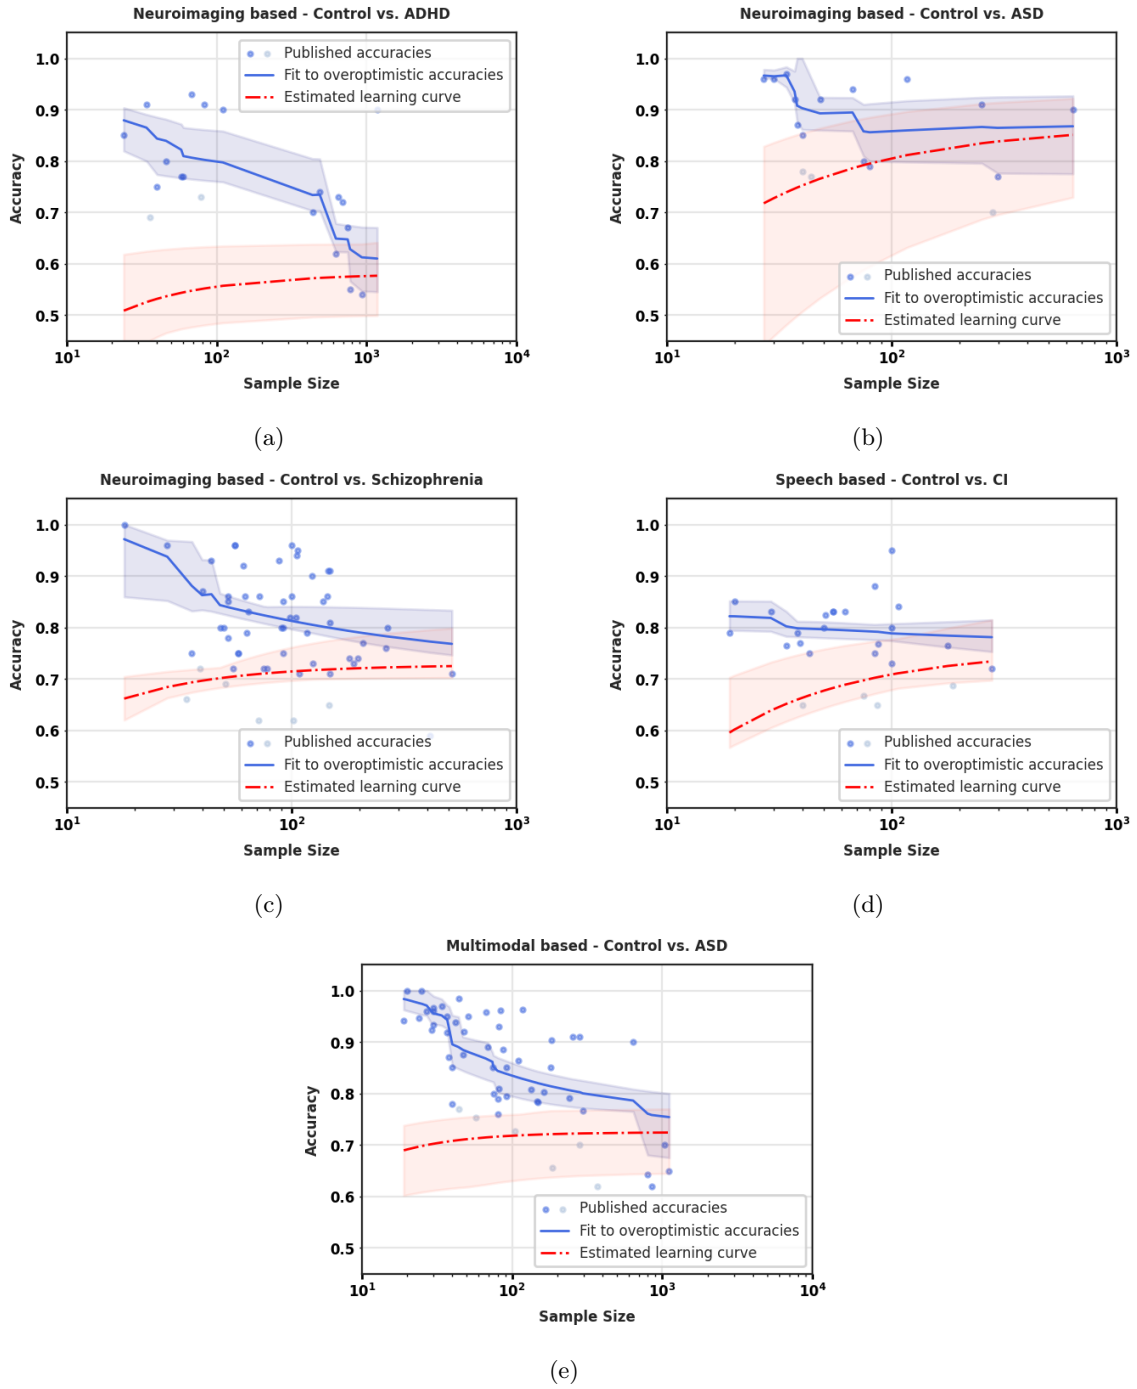 Neuroimaging based - Control vs. ADHD
Accuracy
1.0
0.9
0.8
0.7
0.6
0.5
Published accuracies
Fit to overoptimistic accuracies
Estimated learning curve
10¹
10²
10³
10⁴
Sample Size
(a)
Neuroimaging based - Control vs. ASD
Accuracy
1.0
0.9
0.8
0.7
0.6
0.5
Published accuracies
Fit to overoptimistic accuracies
Estimated learning curve
10¹
10²
10³
Sample Size
(b)
Neuroimaging based - Control vs. Schizophrenia
Accuracy
1.0
0.9
0.8
0.7
0.6
0.5
Published accuracies
Fit to overoptimistic accuracies
Estimated learning curve
10¹
10²
10³
Sample Size
(c)
Speech based - Control vs. CI
Accuracy
1.0
0.9
0.8
0.7
0.6
0.5
Published accuracies
Fit to overoptimistic accuracies
Estimated learning curve
10¹
10²
10³
Sample Size
(d)
Multimodal based - Control vs. ASD
Accuracy
1.0
0.9
0.8
0.7
0.6
0.5
Published accuracies
Fit to overoptimistic accuracies
Estimated learning curve
10¹
10²
10³
10⁴
Sample Size
(e)